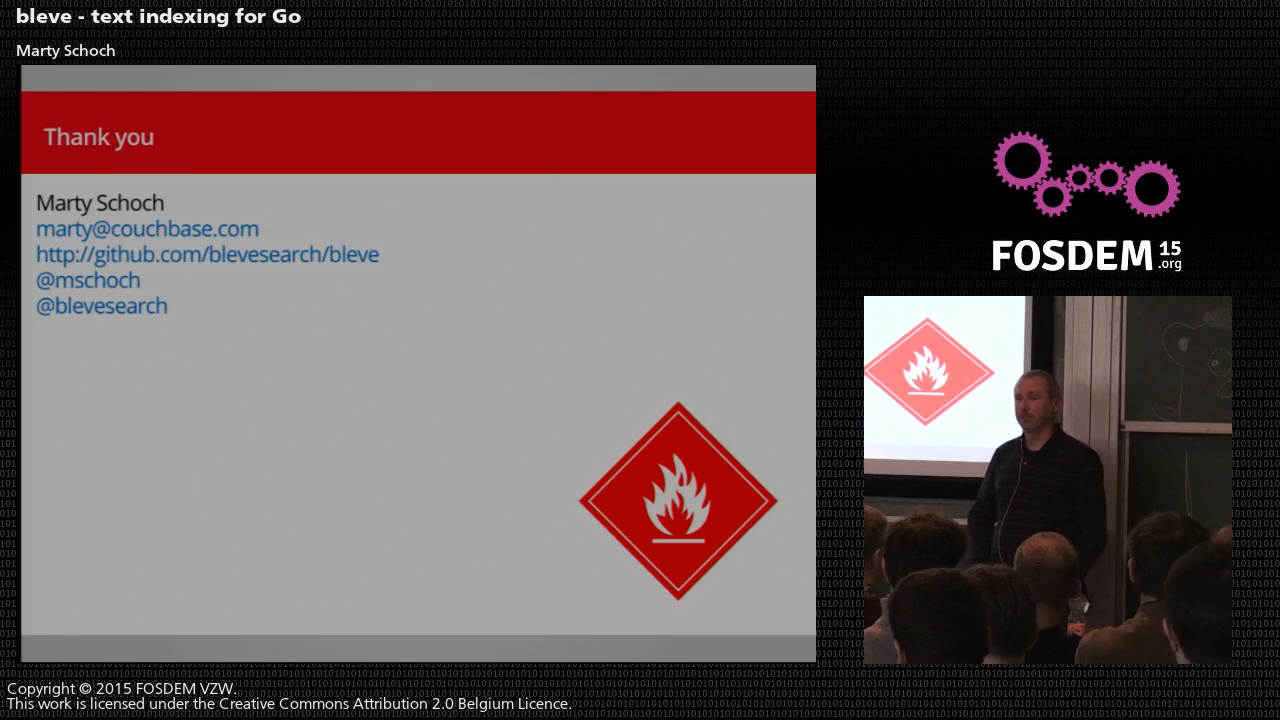 bleve - text indexing for Go
Marty Schoch
Thank you
Marty Schoch
marty@couchbase.com
http://github.com/blevesearch/bleve
@mschoch
@blevesearch
FOSDEM 15
.org
Copyright © 2015 FOSDEM VZW.
This work is licensed under the Creative Commons Attribution 2.0 Belgium Licence.